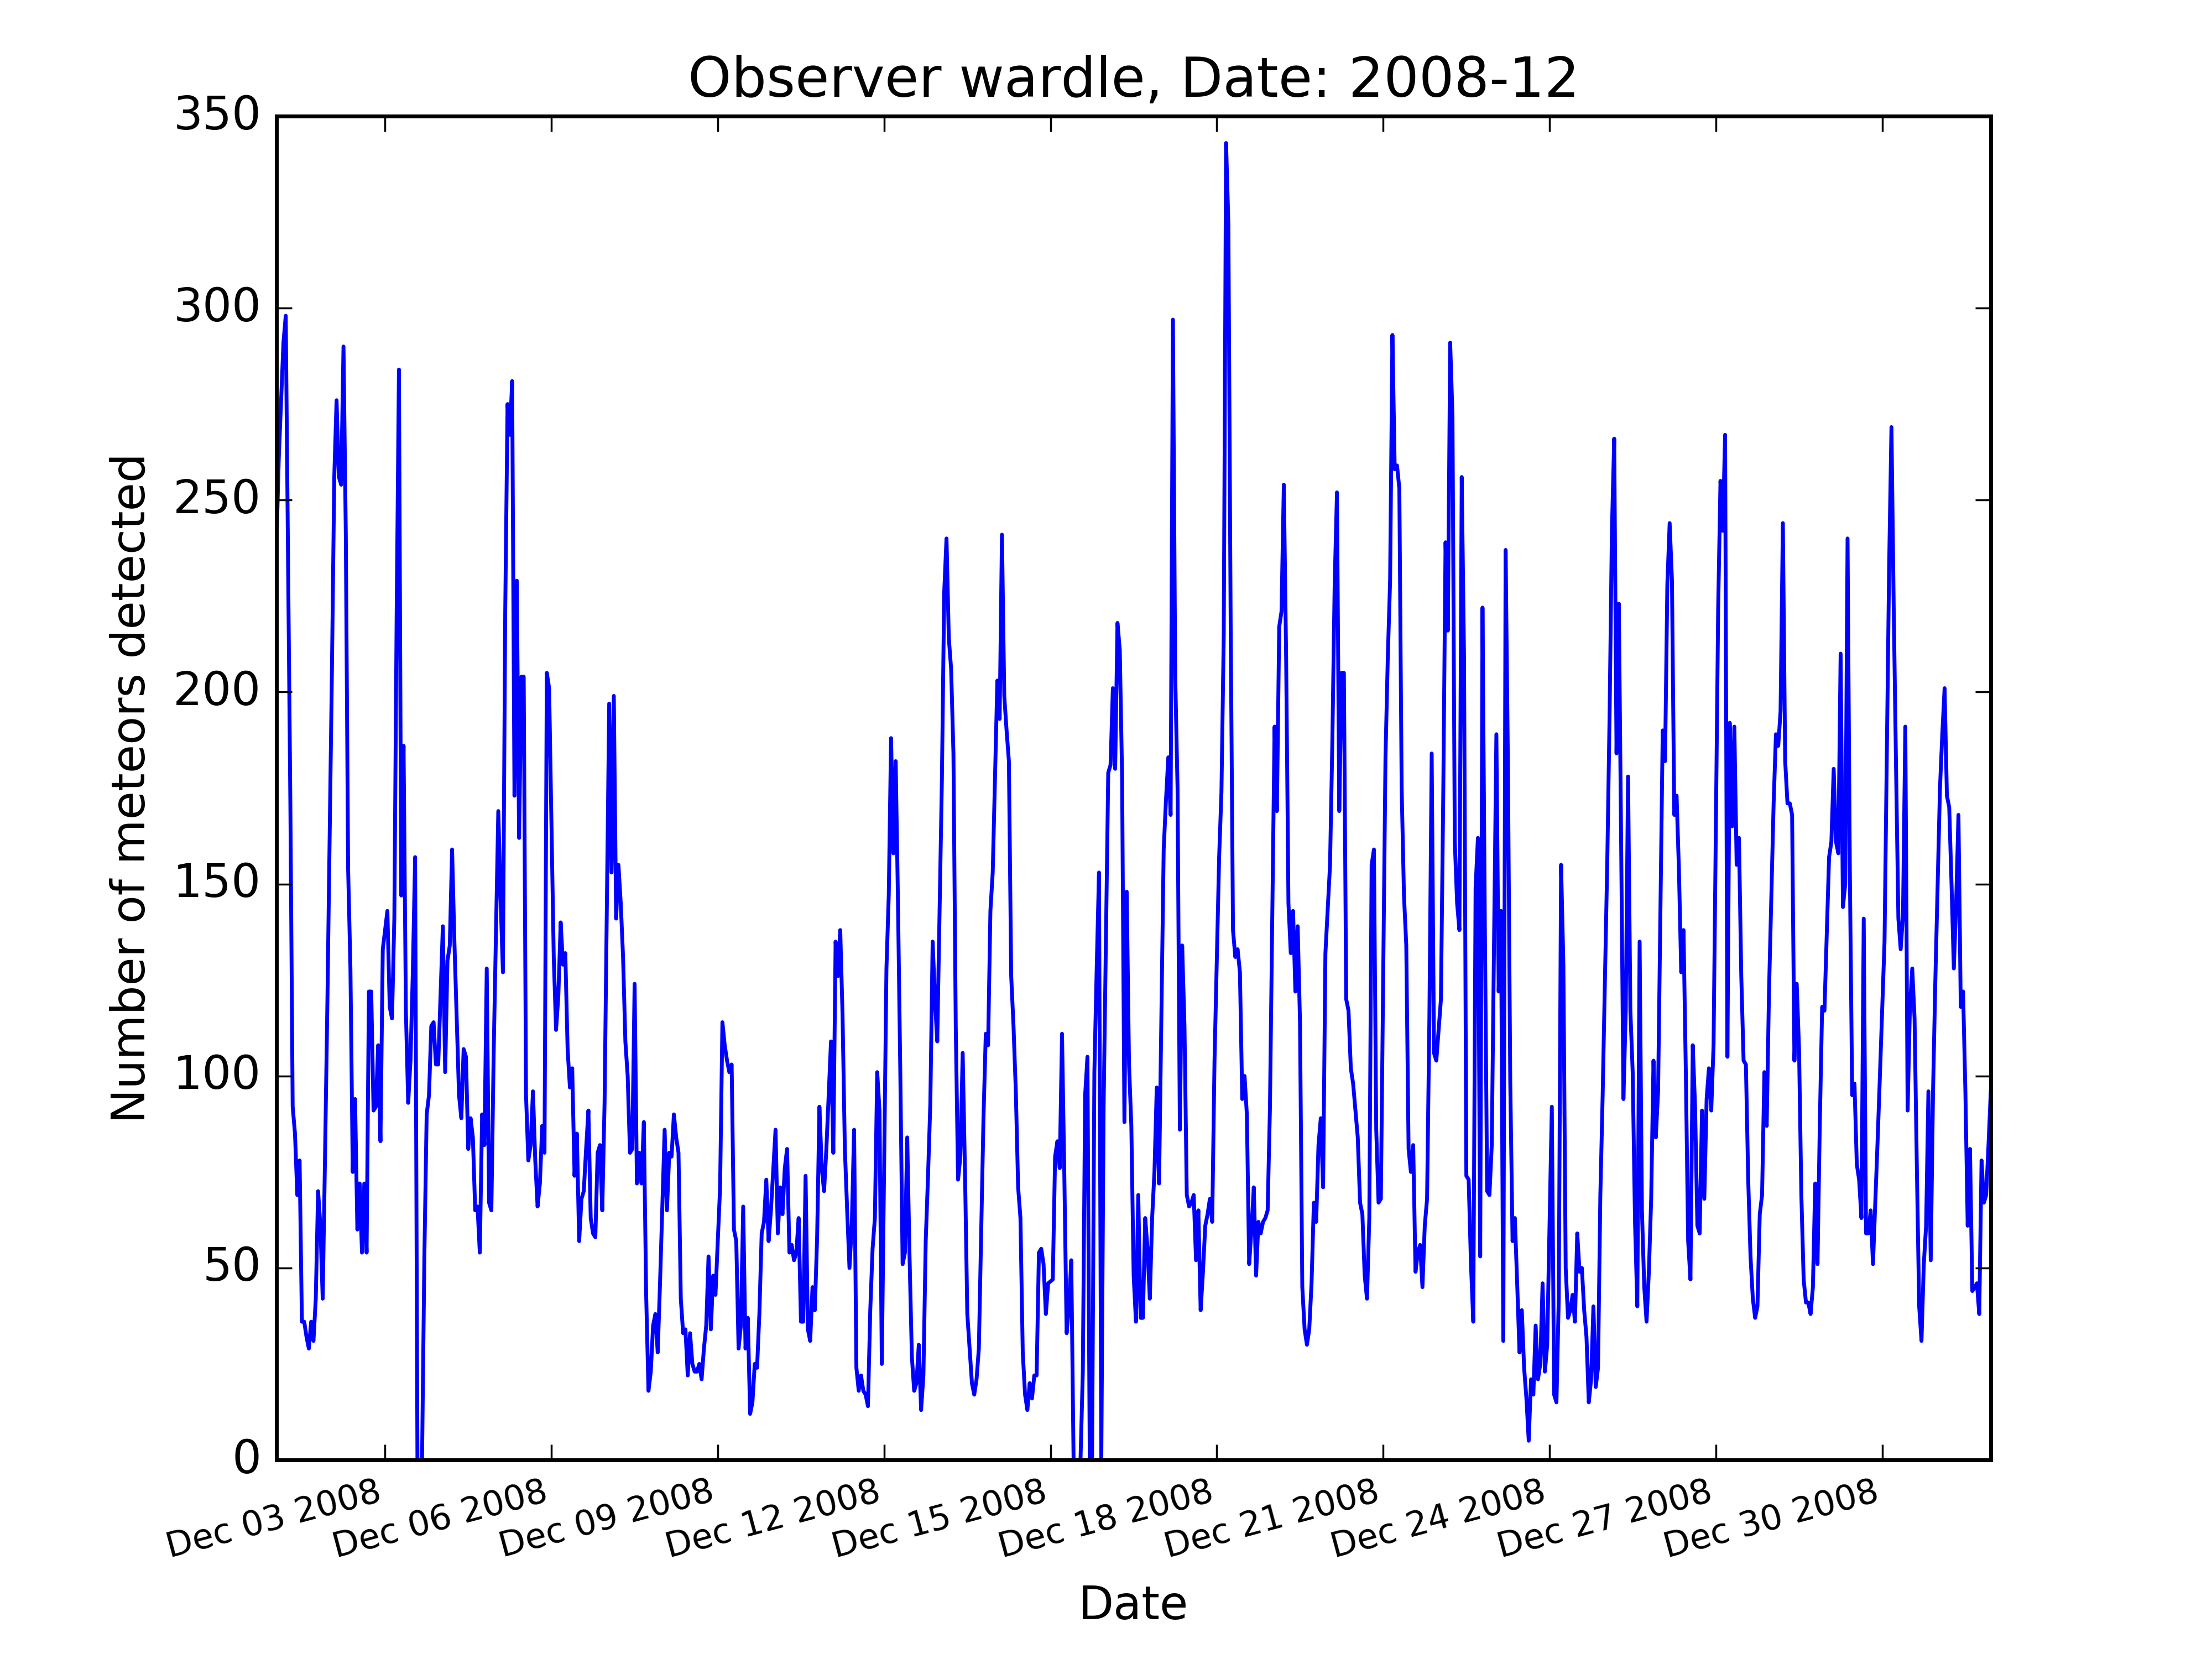 Observer wardle, Date: 2008-12
Number of meteors detected
350
300
250
200
150
100
50
0
Dec 03 2008
Dec 06 2008
Dec 09 2008
Dec 12 2008
Dec 15 2008
Dec 18 2008
Dec 21 2008
Dec 24 2008
Dec 27 2008
Dec 30 2008
Date